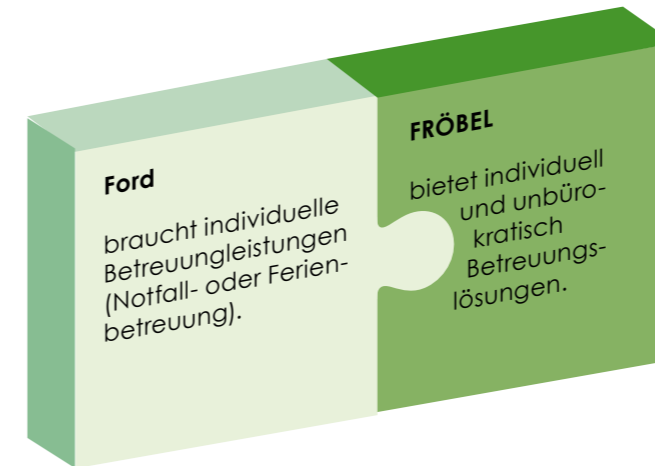 Ford
braucht individuelle
Betreuungleistungen
(Notfall- oder Ferien-
betreuung).
FRÖBEL
bietet individuell
und unbüro-
kratisch
Betreuungs-
lösungen.